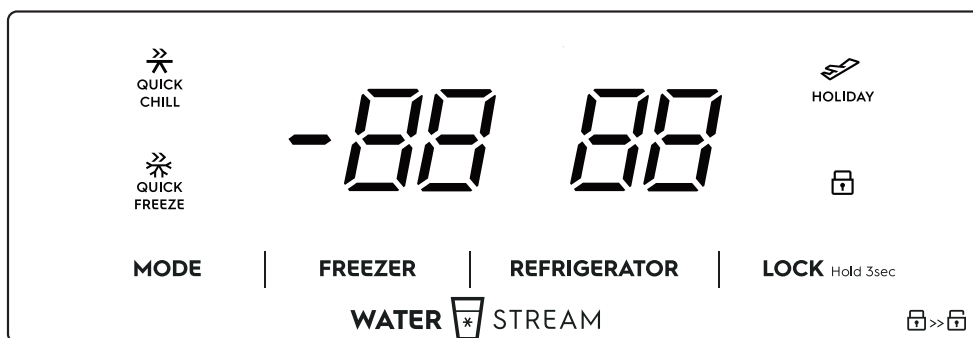 QUICK
CHILL
-88 88
HOLIDAY
QUICK
FREEZE
MODE FREEZER REFRIGERATOR LOCK Hold 3sec
WATER STREAM
>>